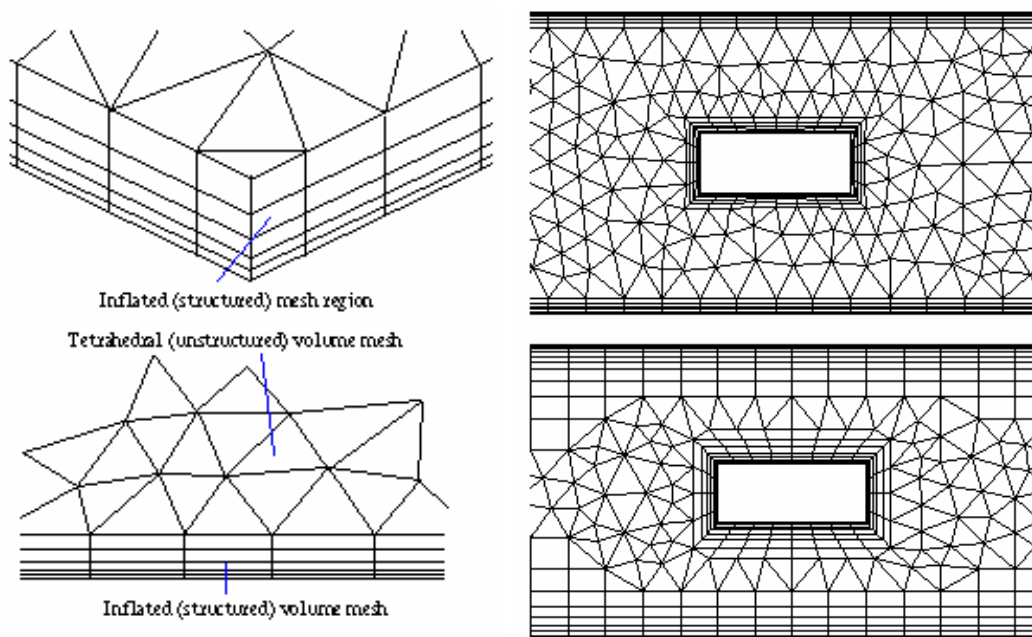 Inflated (structured) mesh region
Tetrahedral (unstructured) volume mesh
Inflated (structured) volume mesh